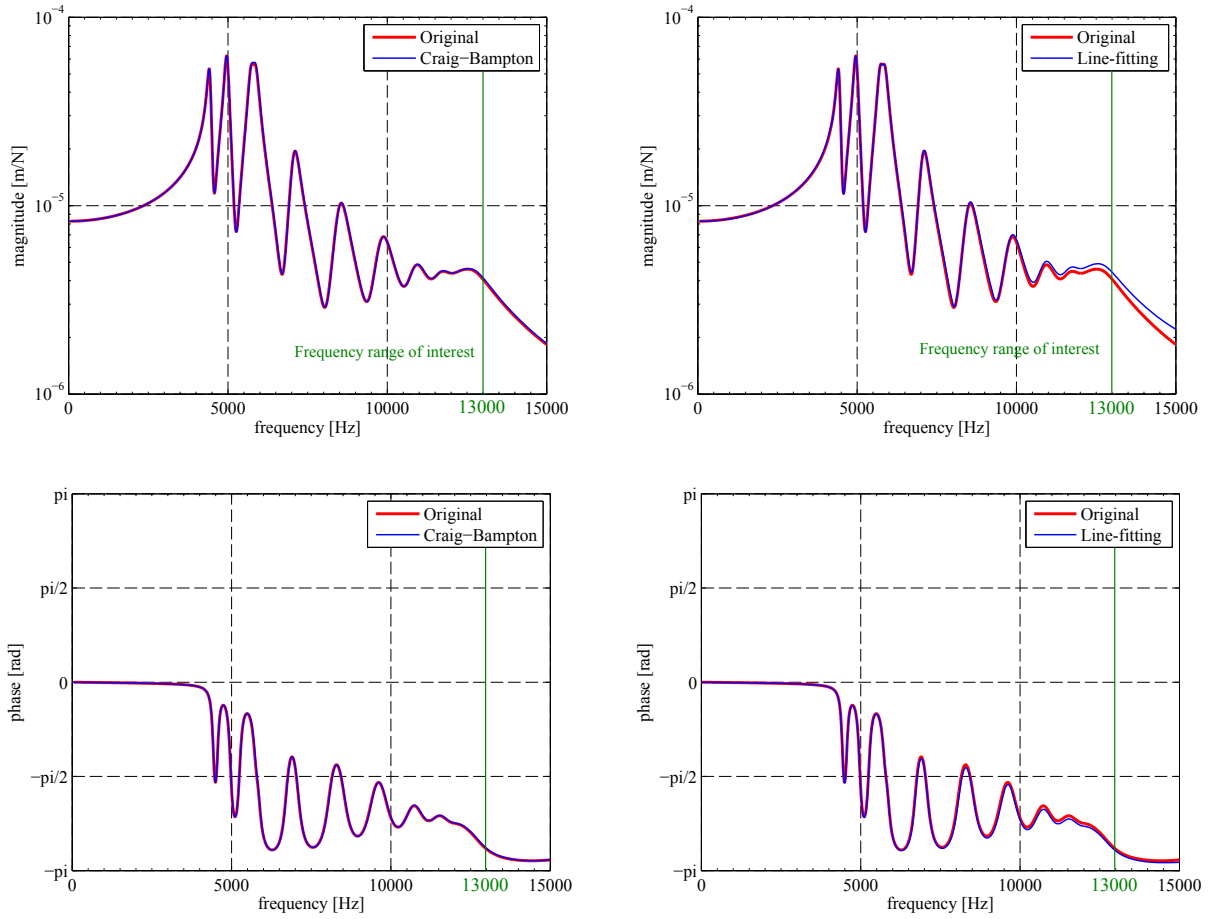 10^-4
10^-5
10^-6
magnitude [m/N]
Original
Craig−Bampton
Frequency range of interest
0
5000
10000
13000
15000
frequency [Hz]
10^-4
10^-5
10^-6
magnitude [m/N]
Original
Line-fitting
Frequency range of interest
0
5000
10000
13000
15000
frequency [Hz]
pi
pi/2
0
−pi/2
−pi
phase [rad]
Original
Craig−Bampton
0
5000
10000
13000
15000
frequency [Hz]
pi
pi/2
0
−pi/2
−pi
phase [rad]
Original
Line-fitting
0
5000
10000
13000
15000
frequency [Hz]